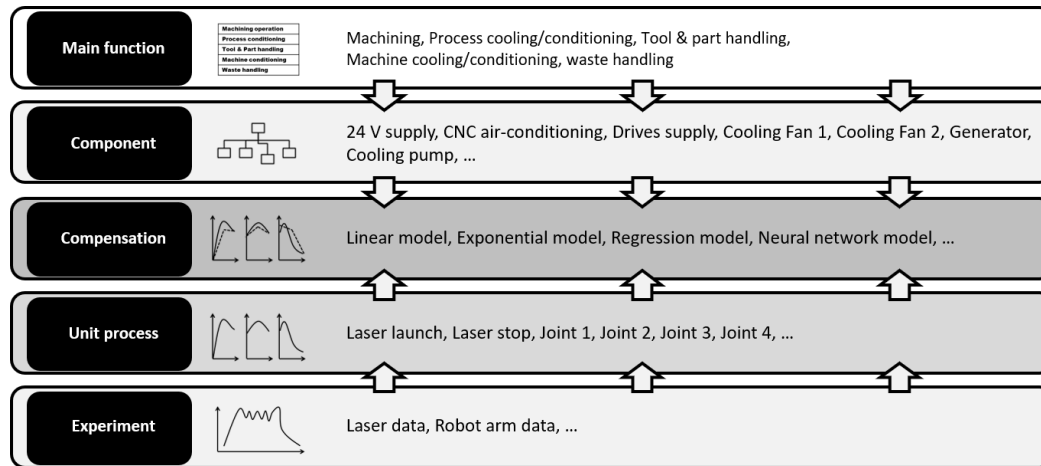 Main function
Machining operation
Process conditioning
Tool & Part handling
Machine conditioning
Waste handling
Machining, Process cooling/conditioning, Tool & part handling,
Machine cooling/conditioning, waste handling
Component
24 V supply, CNC air-conditioning, Drives supply, Cooling Fan 1, Cooling Fan 2, Generator,
Cooling pump, ...
Compensation
Linear model, Exponential model, Regression model, Neural network model, ...
Unit process
Laser launch, Laser stop, Joint 1, Joint 2, Joint 3, Joint 4, ...
Experiment
Laser data, Robot arm data, ...